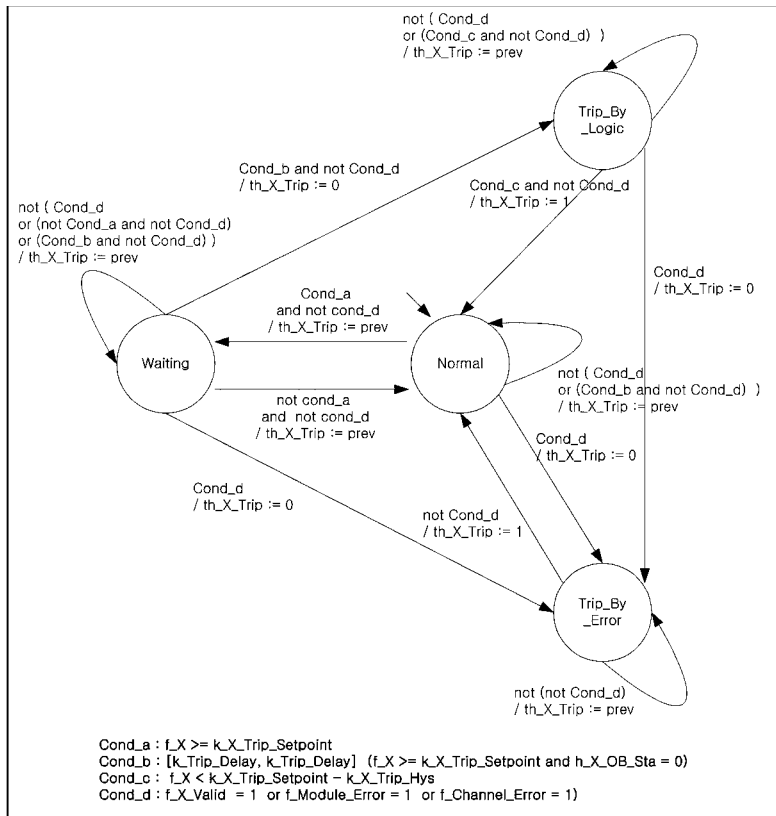 not ( Cond_d
or (Cond_c and not Cond_d) )
/ th_X_Trip := prev
Trip_By
_Logic
Cond_b and not Cond_d
/ th_X_Trip := 0
Cond_c and not Cond_d
/ th_X_Trip := 1
not ( Cond_d
or (not Cond_a and not Cond_d)
or (Cond_b and not Cond_d) )
/ th_X_Trip := prev
Cond_d
/ th_X_Trip := 0
Cond_a
and not cond_d
/ th_X_Trip := prev
Waiting
Normal
not ( Cond_d
or (Cond_b and not Cond_d) )
/ th_X_Trip := prev
not cond_a
and not cond_d
/ th_X_Trip := prev
Cond_d
/ th_X_Trip := 0
Cond_d
/ th_X_Trip := 0
not Cond_d
/ th_X_Trip := 1
Trip_By
_Error
not (not Cond_d)
/ th_X_Trip := prev
Cond_a : f_X >= k_X_Trip_Setpoint
Cond_b : [k_Trip_Delay, k_Trip_Delay] (f_X >= k_X_Trip_Setpoint and h_X_OB_Sta = 0)
Cond_c : f_X < k_X_Trip_Setpoint - k_X_Trip_Hys
Cond_d : f_X_Valid = 1 or f_Module_Error = 1 or f_Channel_Error = 1)